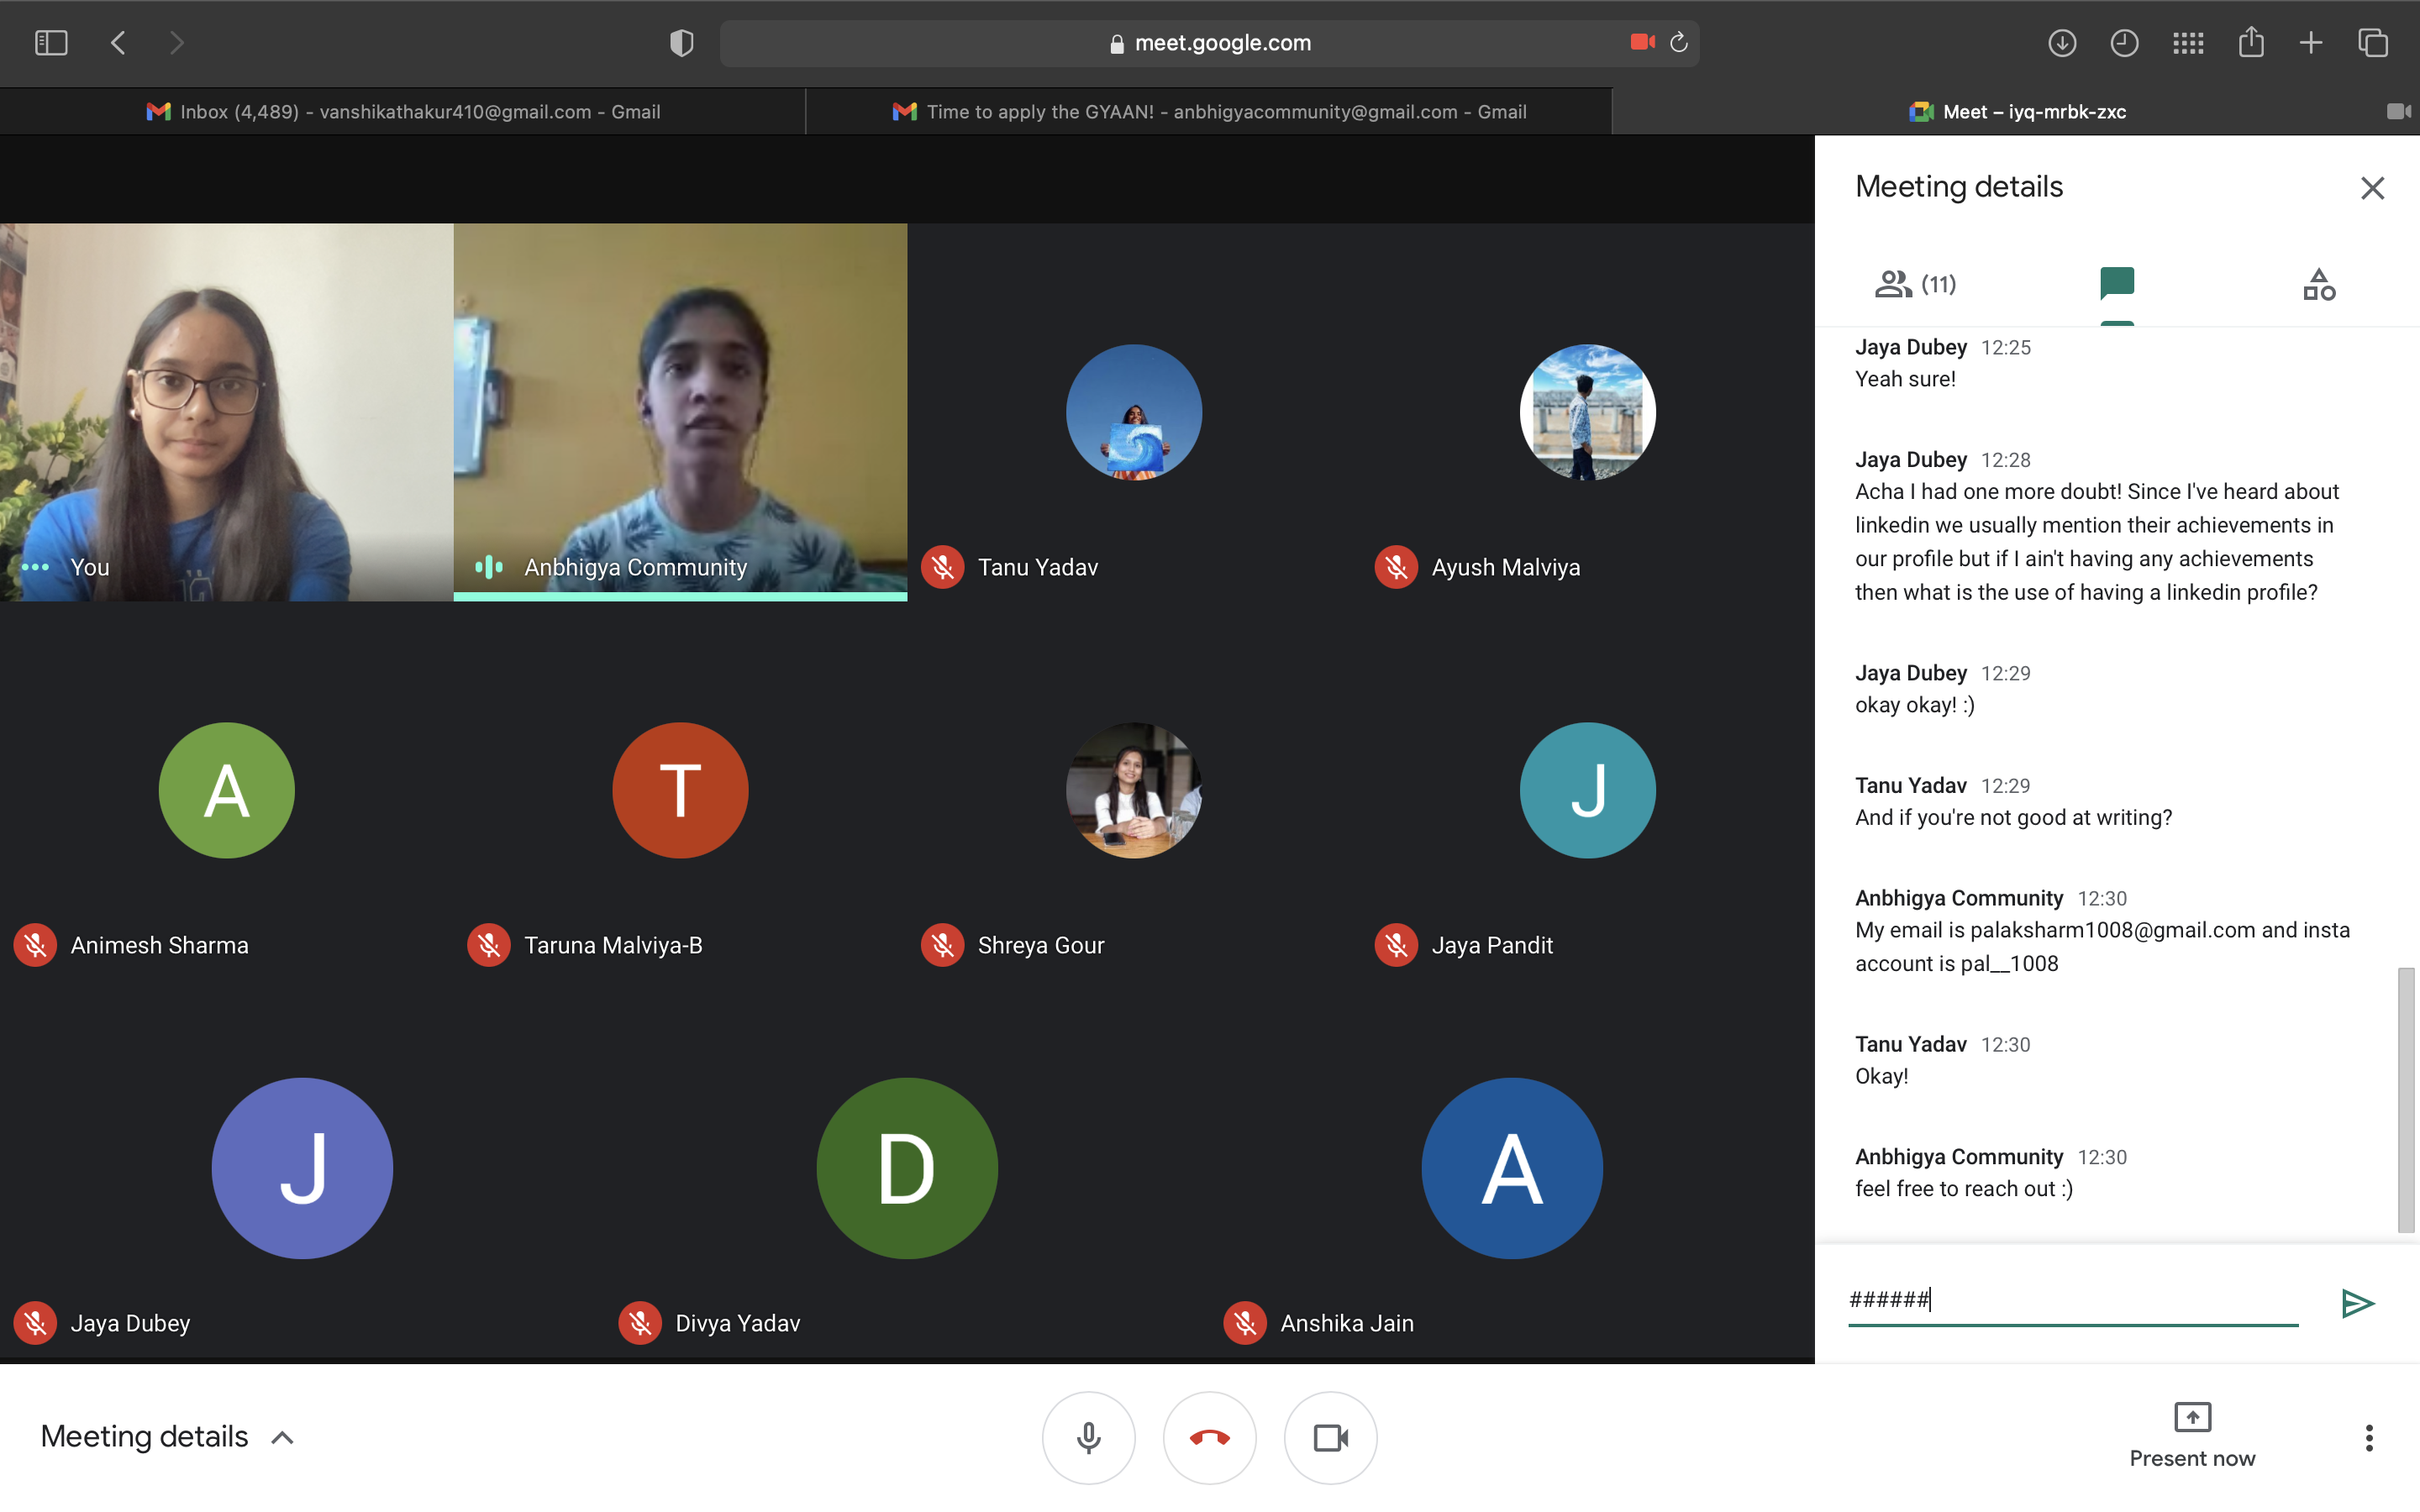 meet.google.com
Inbox (4,489) - vanshikathakur410@gmail.com - Gmail
Time to apply the GYAAN! - anbhigyacommunity@gmail.com - Gmail
Meet – iyq-mrbk-zxc
You
Anbhigya Community
Tanu Yadav
Ayush Malviya
A
T
J
Animesh Sharma
Taruna Malviya-B
Shreya Gour
Jaya Pandit
J
D
A
Jaya Dubey
Divya Yadav
Anshika Jain
Meeting details
(11)
Jaya Dubey 12:25
Yeah sure!
Jaya Dubey 12:28
Acha I had one more doubt! Since I've heard about
linkedin we usually mention their achievements in
our profile but if I ain't having any achievements
then what is the use of having a linkedin profile?
Jaya Dubey 12:29
okay okay! :)
Tanu Yadav 12:29
And if you're not good at writing?
Anbhigya Community 12:30
My email is palaksharm1008@gmail.com and insta
account is pal__1008
Tanu Yadav 12:30
Okay!
Anbhigya Community 12:30
feel free to reach out :)
######
Meeting details
Present now